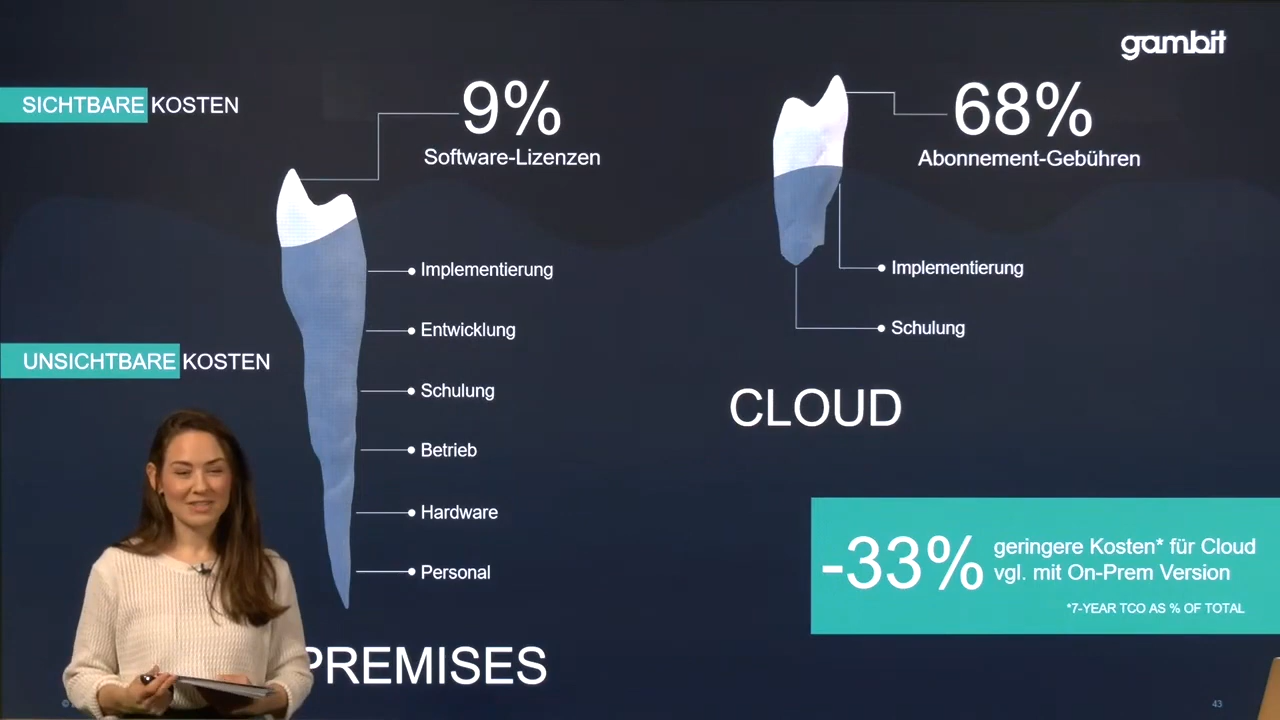 gambit
SICHTBARE KOSTEN
9%
Software-Lizenzen
68%
Abonnement-Gebühren
Implementierung
Entwicklung
Schulung
Betrieb
Hardware
Personal
Implementierung
Schulung
UNSICHTBARE KOSTEN
CLOUD
-33%
geringere Kosten* für Cloud
vgl. mit On-Prem Version
*7-YEAR TCO AS % OF TOTAL
PREMISES
43